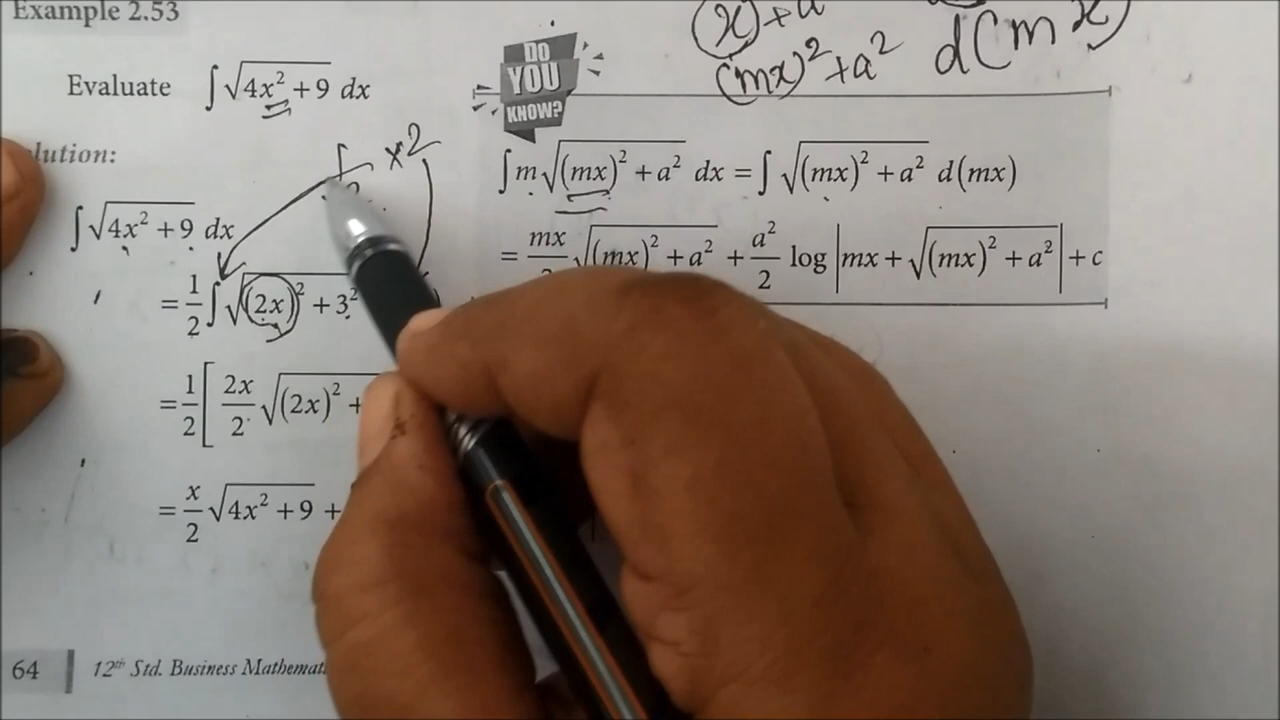 Example 2.53
(x)+a
(mx)²+a² d(mx)
Evaluate ∫√(4x²+9) dx
DO
YOU
KNOW?
lution:
× 2
∫m√((mx)²+a²) dx = ∫√((mx)²+a²) d(mx)
= mx √((mx)²+a²) + a²/2 log|mx+√((mx)²+a²)|+c
∫√(4x²+9) dx
= 1/2 ∫√((2x)²+3²
= 1/2 [ 2x/2 √((2x)²+
= x/2 √(4x²+9) +
64 12th Std. Business Mathemat